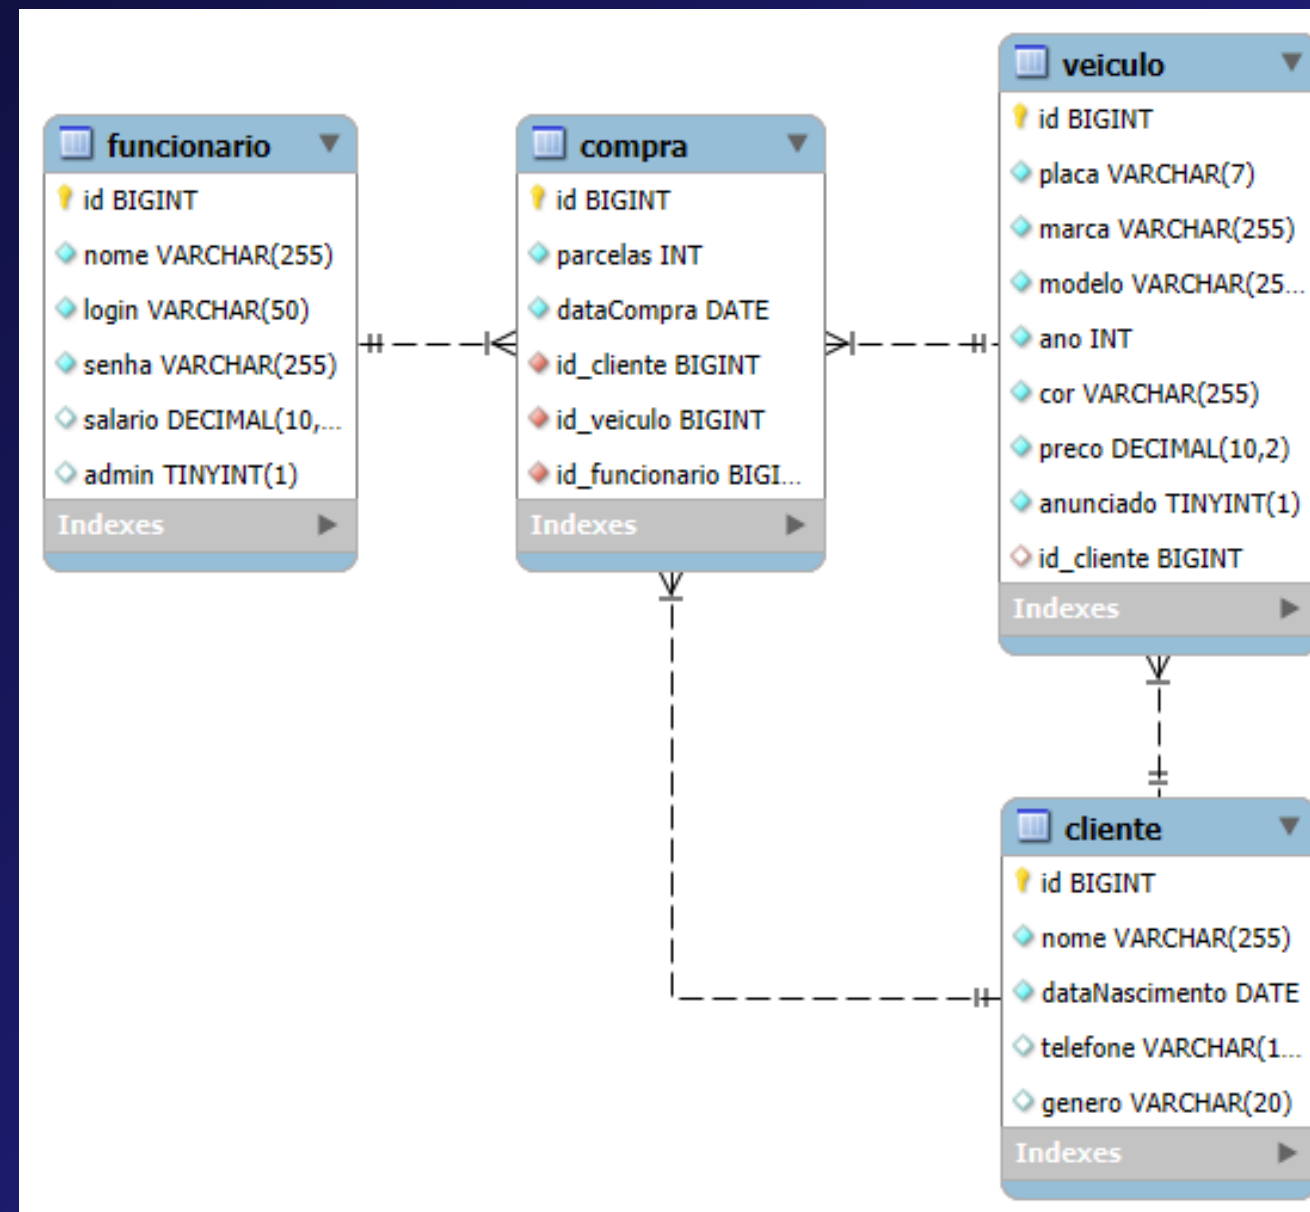 funcionario
id BIGINT
nome VARCHAR(255)
login VARCHAR(50)
senha VARCHAR(255)
salario DECIMAL(10,...
admin TINYINT(1)
Indexes
compra
id BIGINT
parcelas INT
dataCompra DATE
id_cliente BIGINT
id_veiculo BIGINT
id_funcionario BIGI...
Indexes
veiculo
id BIGINT
placa VARCHAR(7)
marca VARCHAR(255)
modelo VARCHAR(25...
ano INT
cor VARCHAR(255)
preco DECIMAL(10,2)
anunciado TINYINT(1)
id_cliente BIGINT
Indexes
cliente
id BIGINT
nome VARCHAR(255)
dataNascimento DATE
telefone VARCHAR(1...
genero VARCHAR(20)
Indexes